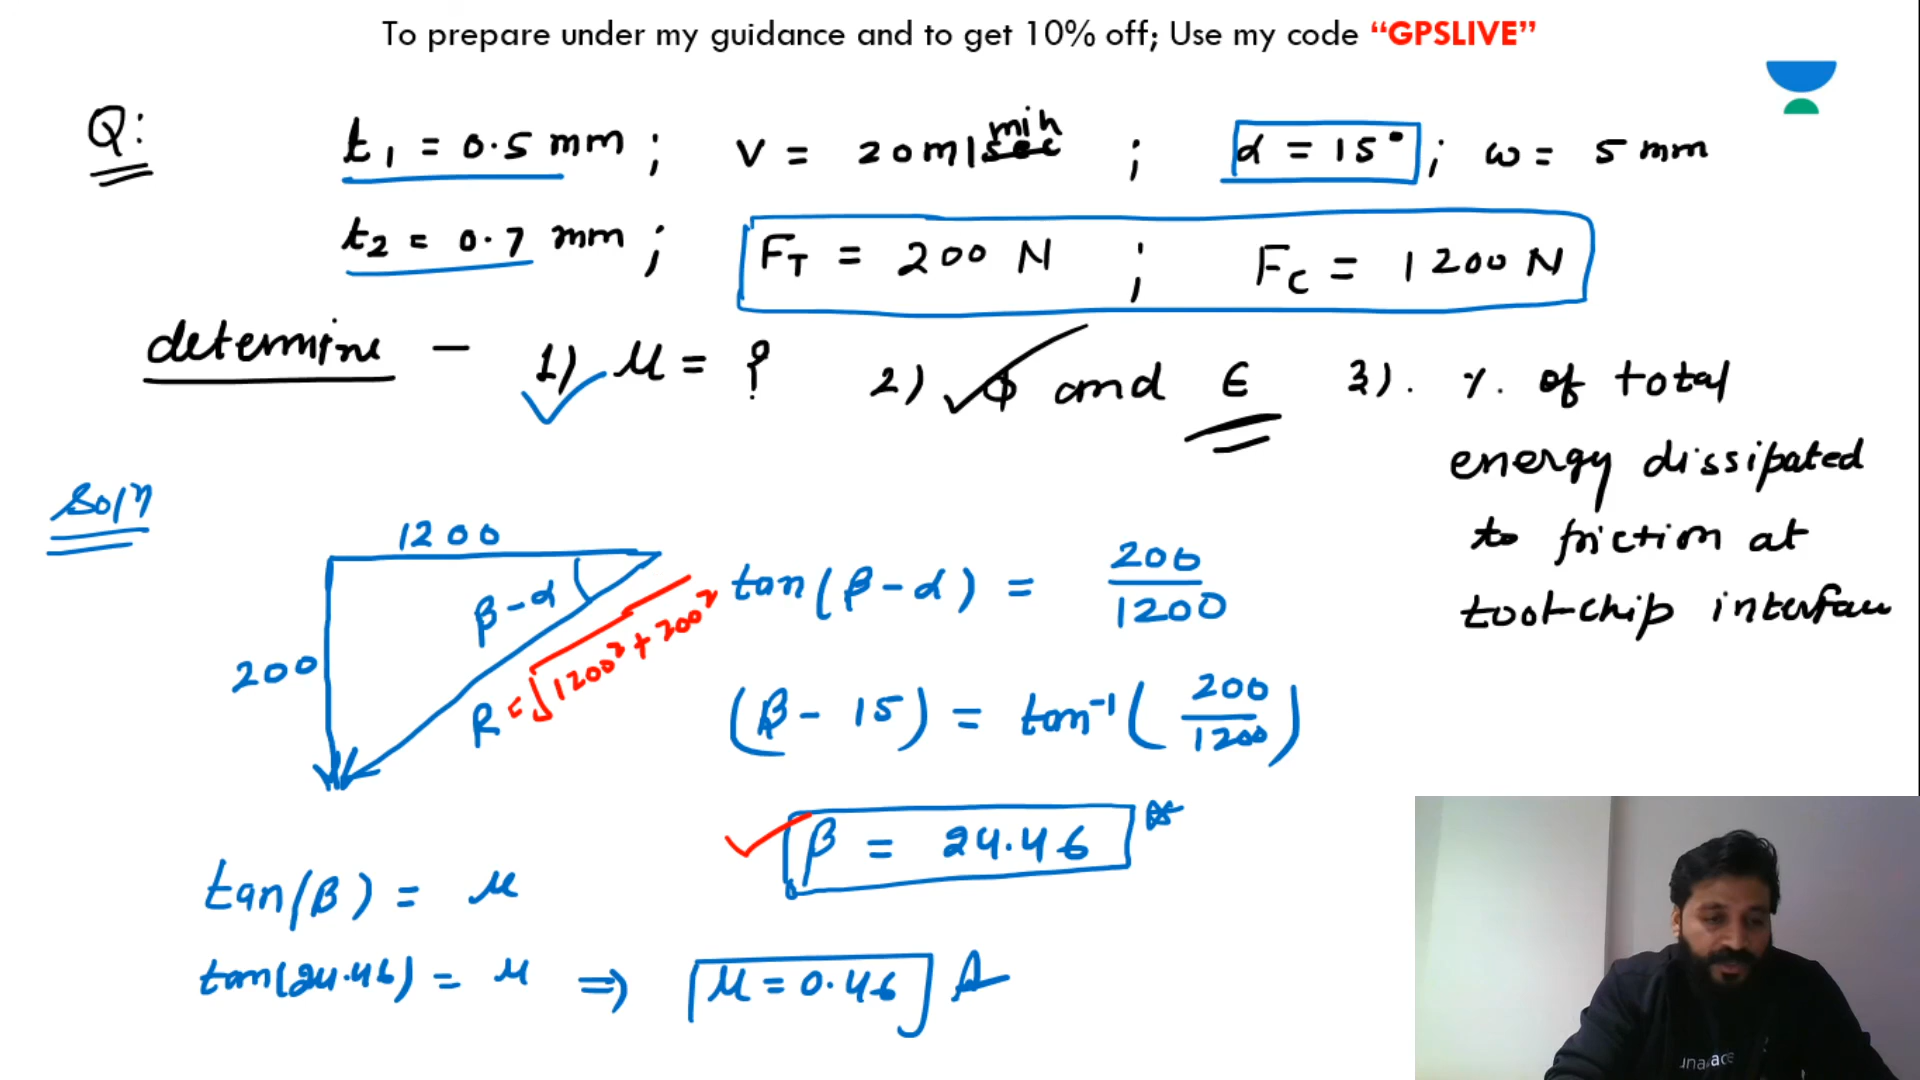 To prepare under my guidance and to get 10% off; Use my code “GPSLIVE”
Q: t1 = 0.5 mm ; V = 20 m/sec min ; α = 15° ; ω = 5 mm
t2 = 0.7 mm ; FT = 200 N ; FC = 1200 N
determine – 1) μ = ? 2) φ and ϵ 3). %. of total
energy dissipated
to friction at
tool-chip interface
Soln
1200
200
β-α
R = √1200² + 200²
tan(β-α) = 200/1200
(β - 15) = tan⁻¹(200/1200)
β = 24.46
tan(β) = μ
tan(24.46) = μ ⇒ μ = 0.46 A